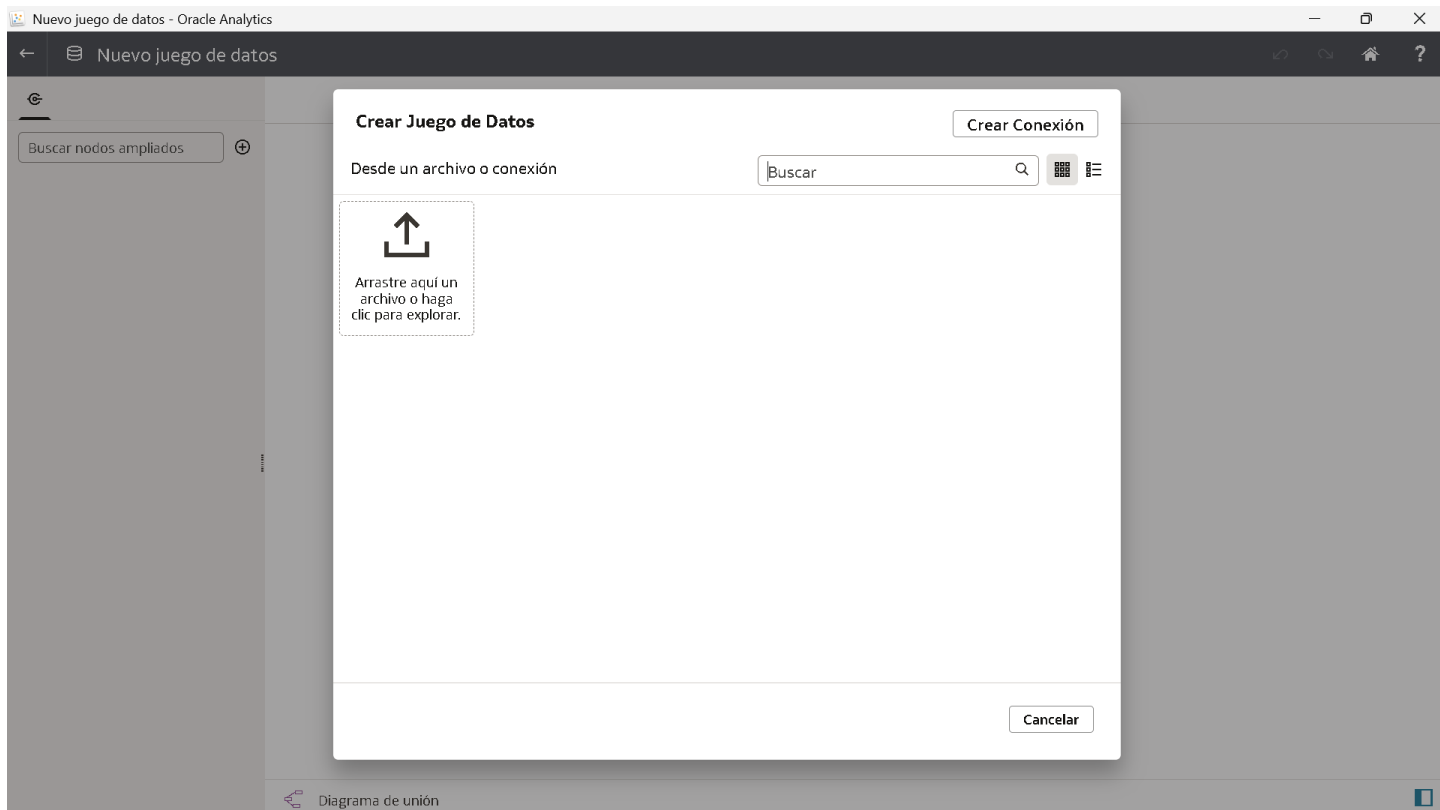 Nuevo juego de datos - Oracle Analytics
Nuevo juego de datos
?
Buscar nodos ampliados
Crear Juego de Datos
Crear Conexión
Desde un archivo o conexión
Buscar
Arrastre aquí un
archivo o haga
clic para explorar.
Cancelar
Diagrama de unión